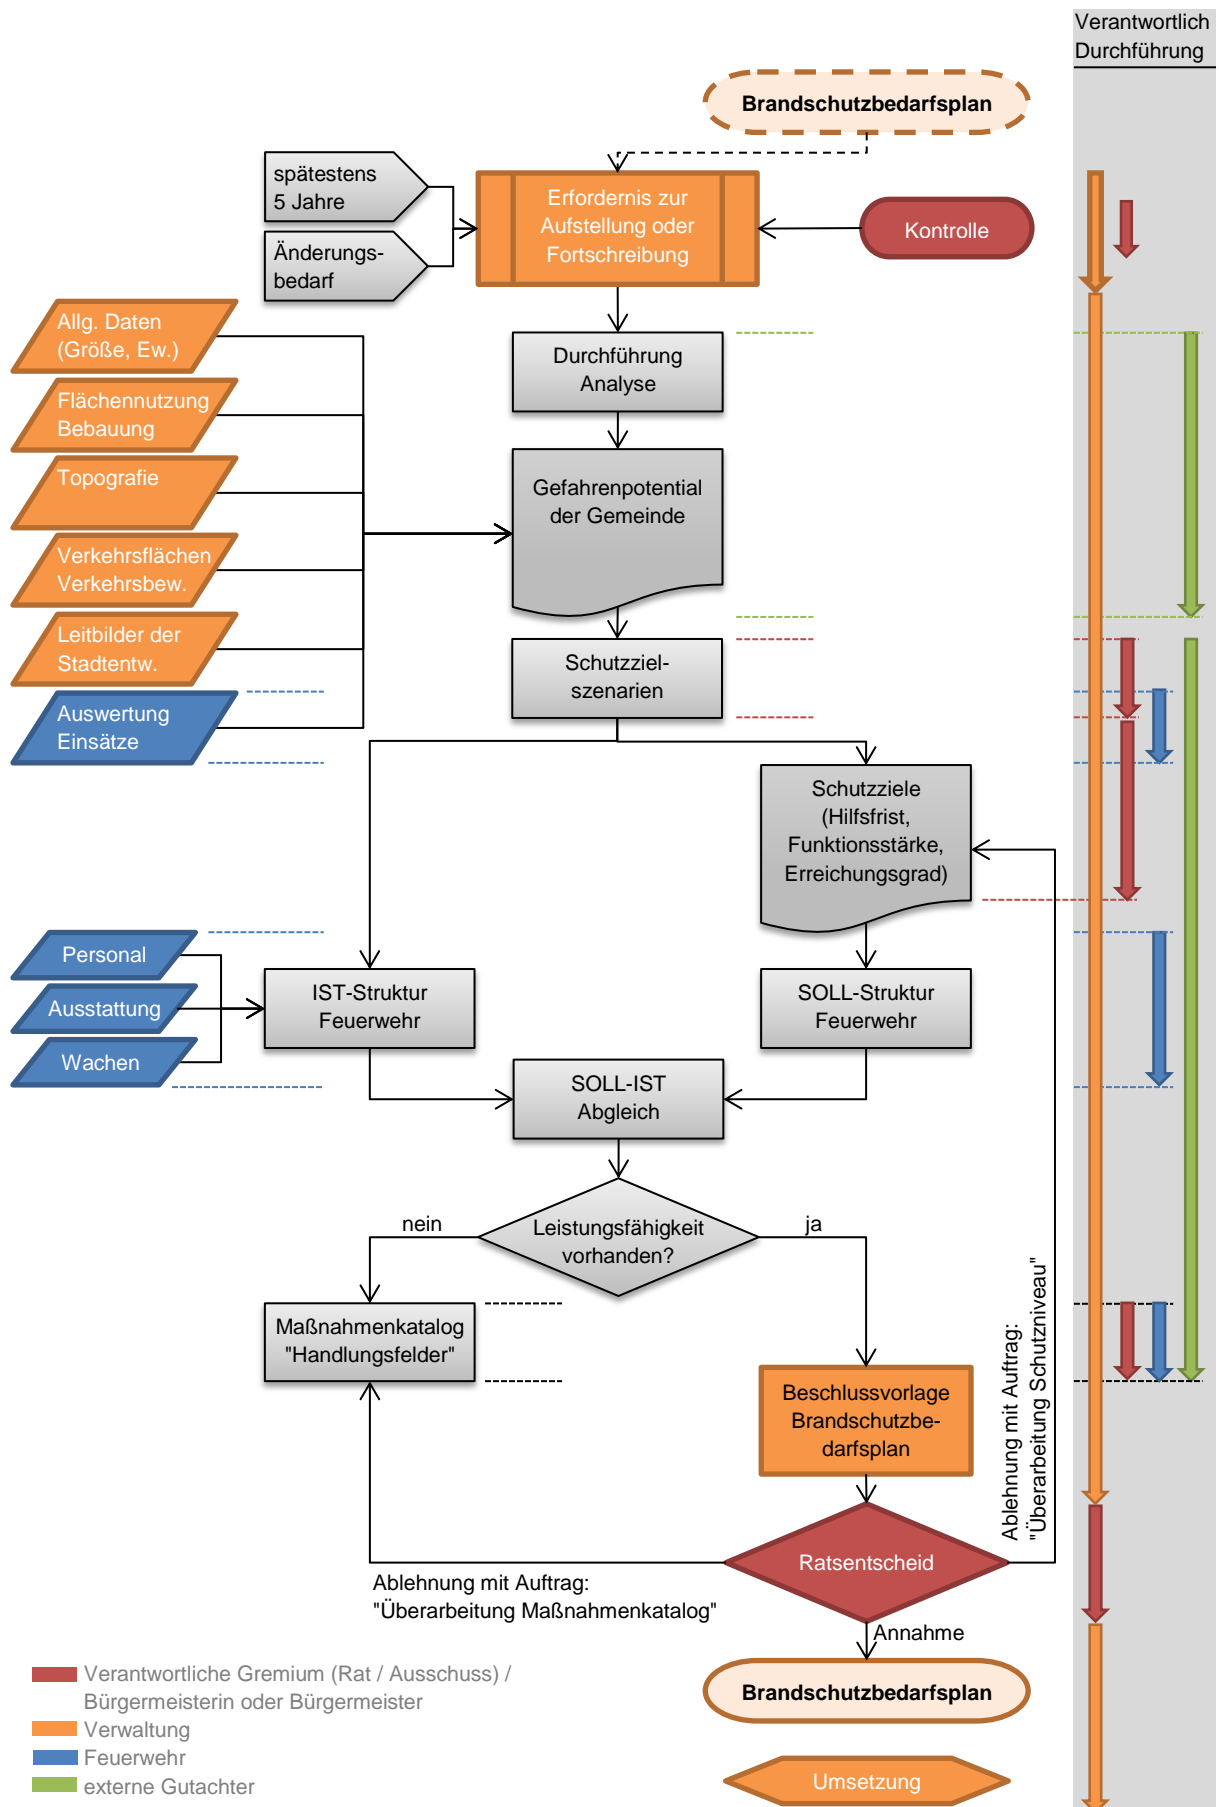 Verantwortlich
Durchführung
Brandschutzbedarfsplan
spätestens
5 Jahre
Erfordernis zur
Aufstellung oder
Fortschreibung
Kontrolle
Änderungs-
bedarf
Allg. Daten
(Größe, Ew.)
Durchführung
Analyse
Flächennutzung
Bebauung
Topografie
Gefahrenpotential
der Gemeinde
Verkehrsflächen
Verkehrsbew.
Leitbilder der
Stadtentw.
Schutzziel-
szenarien
Auswertung
Einsätze
Schutzziele
(Hilfsfrist,
Funktionsstärke,
Erreichungsgrad)
Personal
Ausstattung
Wachen
IST-Struktur
Feuerwehr
SOLL-Struktur
Feuerwehr
SOLL-IST
Abgleich
nein
Leistungsfähigkeit
vorhanden?
ja
Maßnahmenkatalog
"Handlungsfelder"
Ablehnung mit Auftrag:
"Überarbeitung Schutzniveau"
Beschlussvorlage
Brandschutzbe-
darfsplan
Ratsentscheid
Ablehnung mit Auftrag:
"Überarbeitung Maßnahmenkatalog"
Annahme
Brandschutzbedarfsplan
Umsetzung
Verantwortliche Gremium (Rat / Ausschuss) /
Bürgermeisterin oder Bürgermeister
Verwaltung
Feuerwehr
externe Gutachter